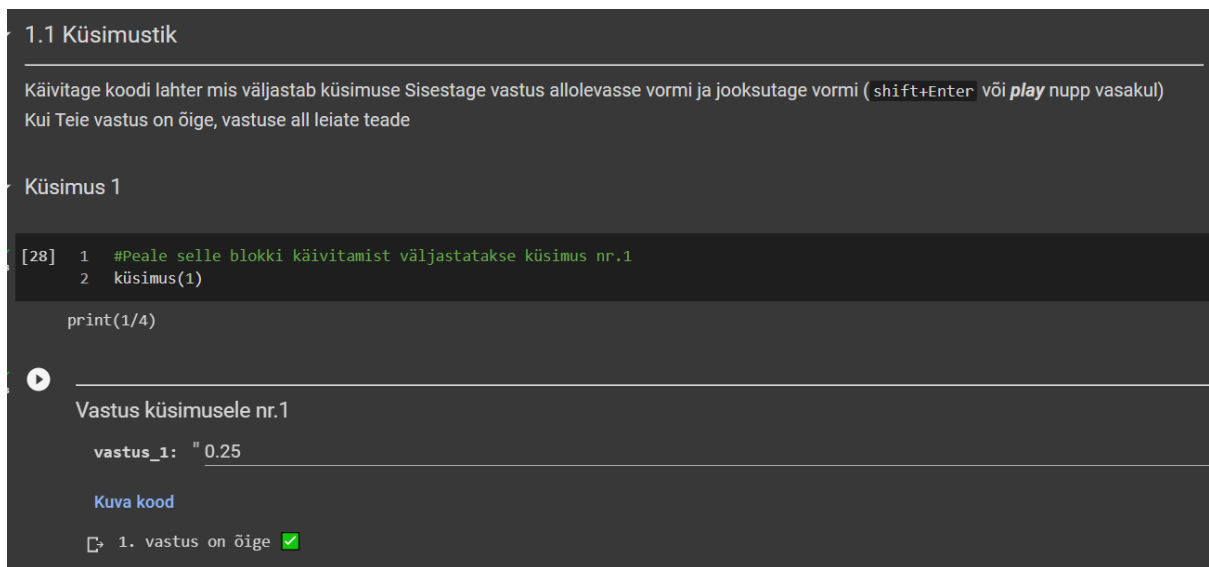 1.1 Küsimustik
Käivitage koodi lahter mis väljastab küsimuse Sisestage vastus allolevasse vormi ja jooksutage vormi ( shift+Enter või play nupp vasakul)
Kui Teie vastus on õige, vastuse all leiate teade
Küsimus 1
[28] 1 #Peale selle blokki käivitamist väljastatakse küsimus nr.1
2 küsimus(1)
print(1/4)
Vastus küsimusele nr.1
vastus_1: " 0.25
Kuva kood
1. vastus on õige ✅